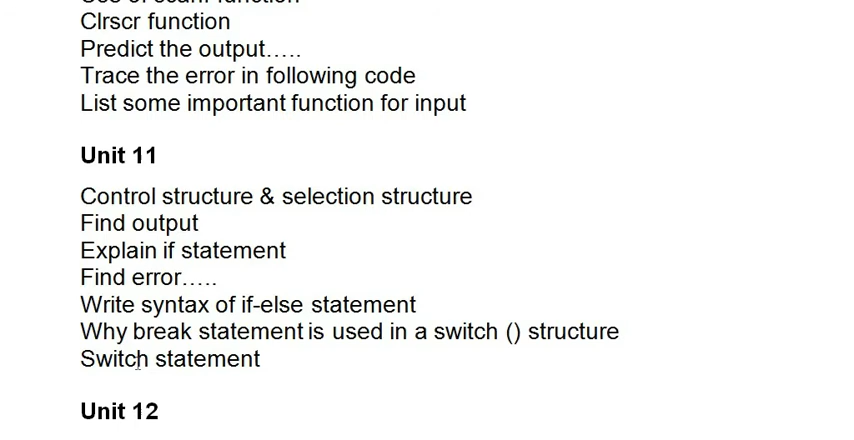 Clrscr function
Predict the output…..
Trace the error in following code
List some important function for input
Unit 11
Control structure & selection structure
Find output
Explain if statement
Find error…..
Write syntax of if-else statement
Why break statement is used in a switch () structure
Switch statement
Unit 12